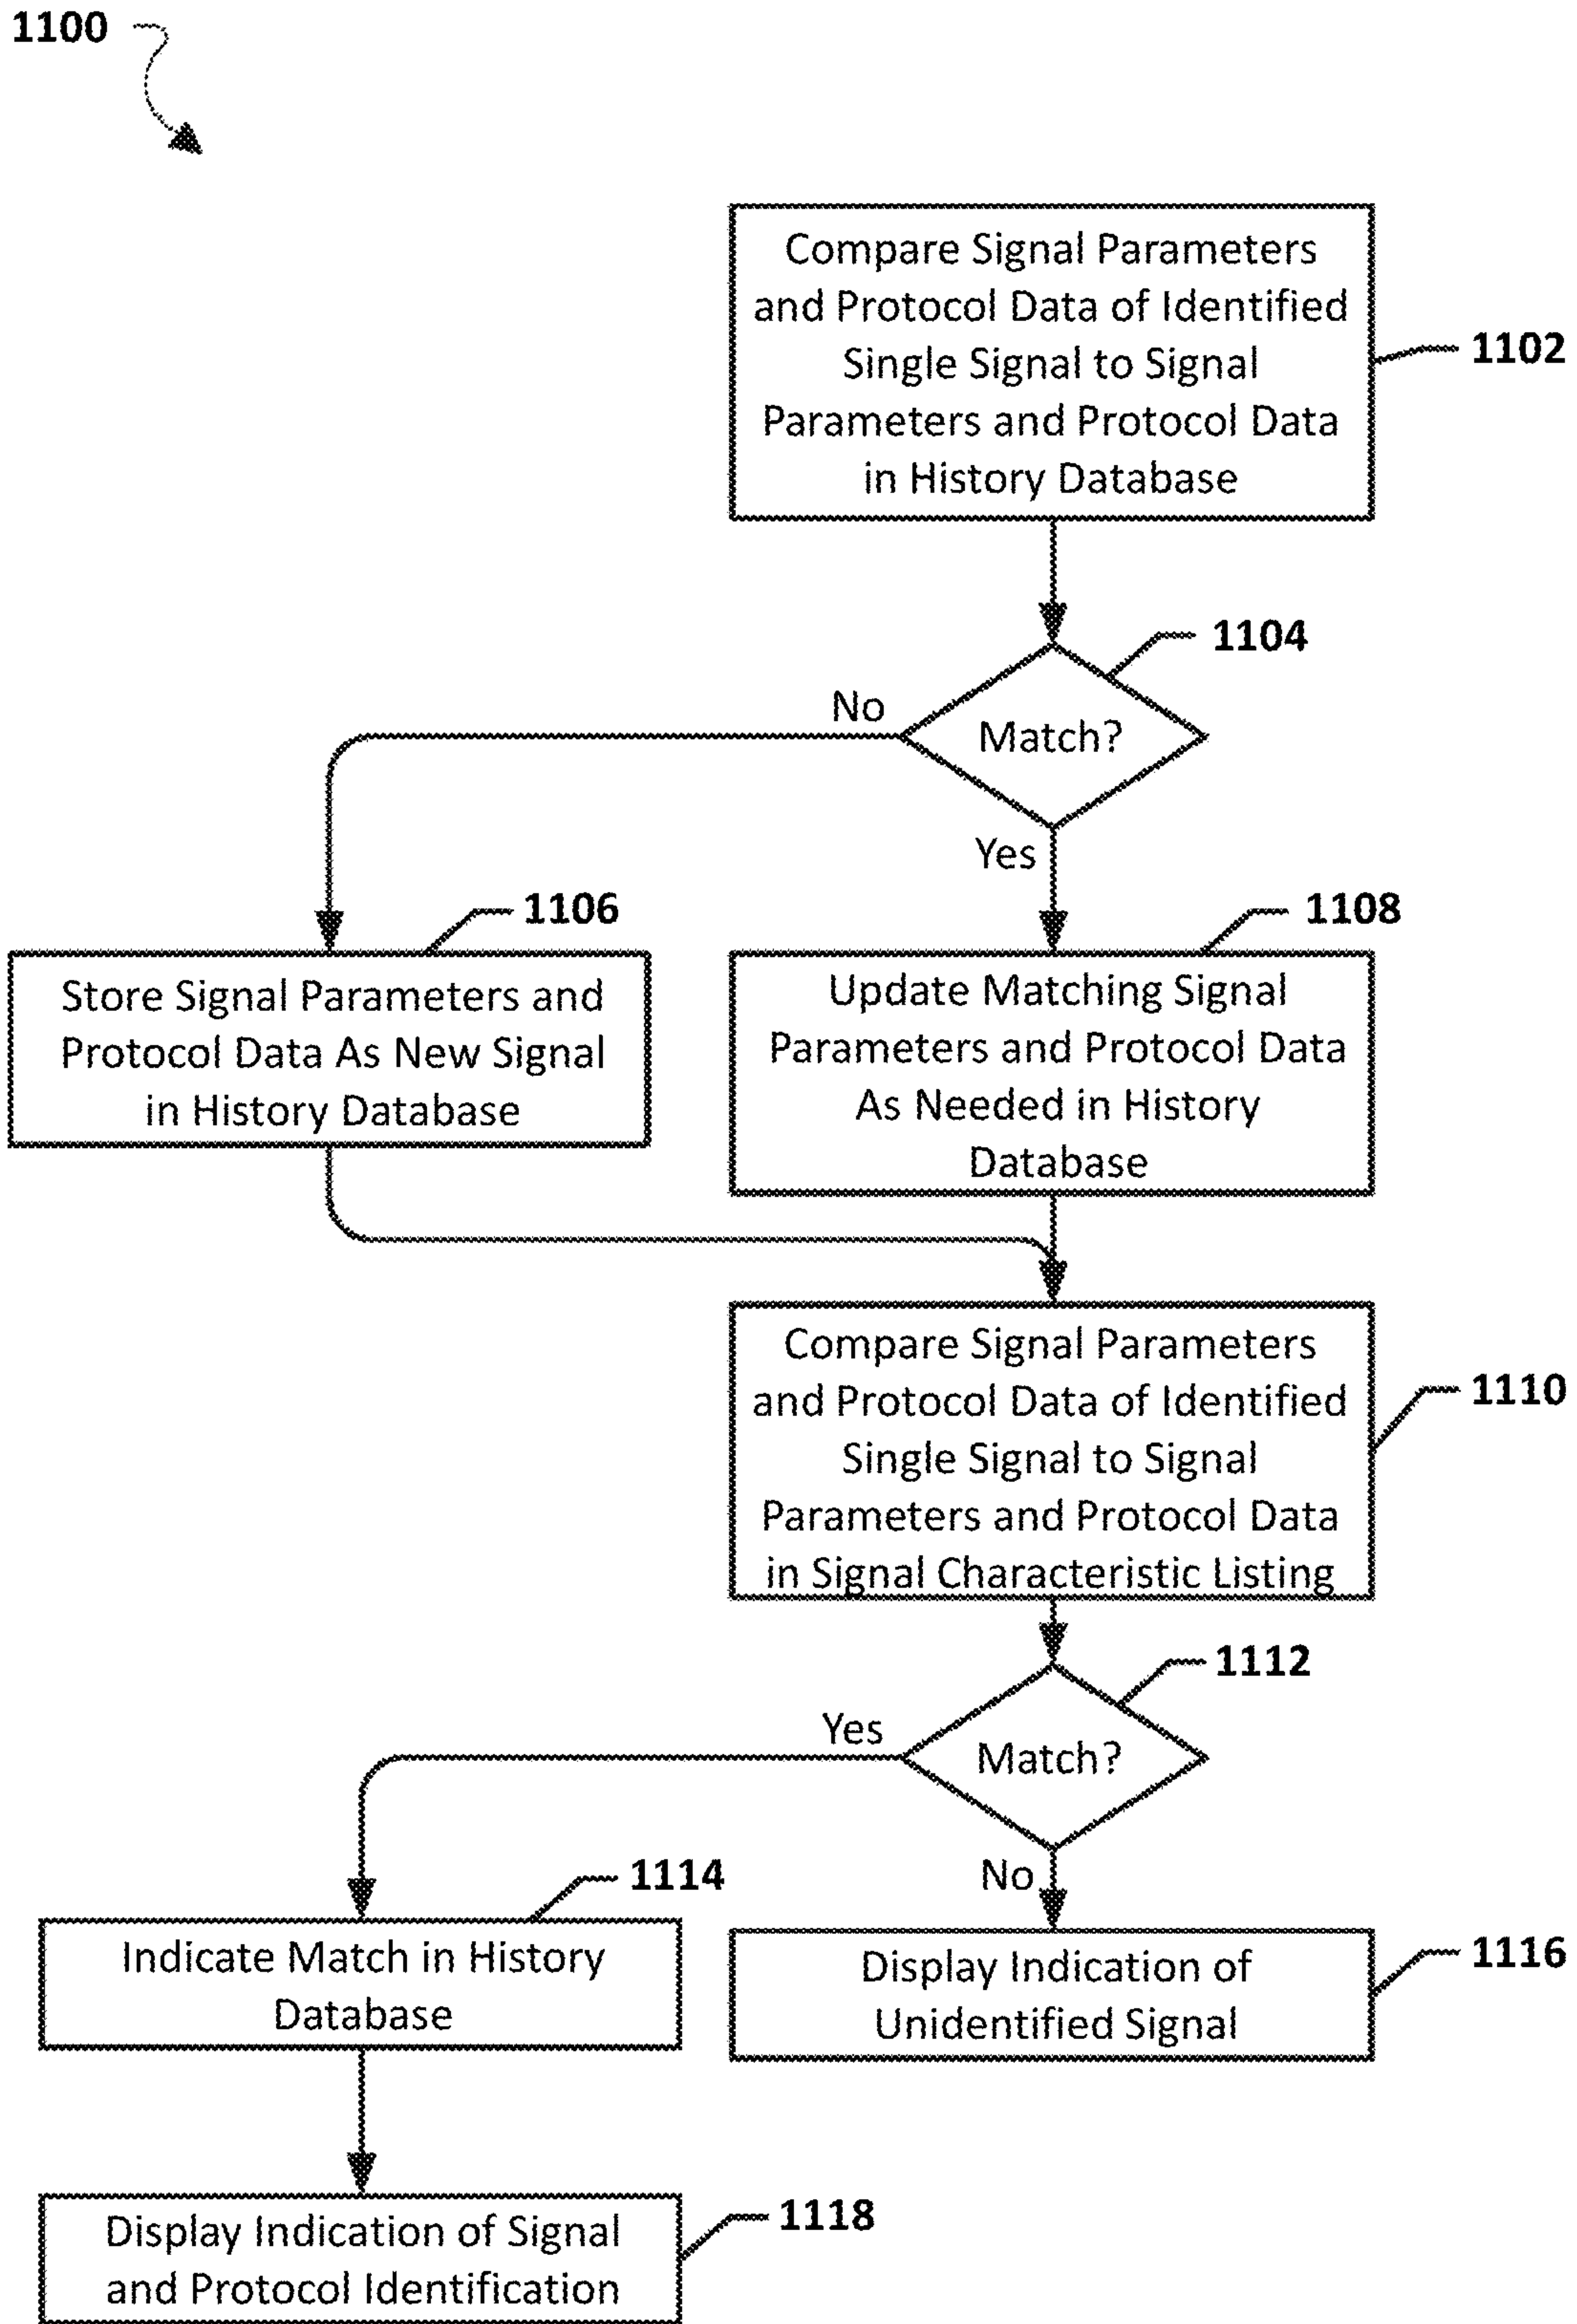 1100
Compare Signal Parameters
and Protocol Data of Identified
Single Signal to Signal
Parameters and Protocol Data
in History Database
1102
1104
No
Match?
Yes
1106
1108
Store Signal Parameters and
Protocol Data As New Signal
in History Database
Update Matching Signal
Parameters and Protocol Data
As Needed in History
Database
Compare Signal Parameters
and Protocol Data of Identified
Single Signal to Signal
Parameters and Protocol Data
in Signal Characteristic Listing
1110
1112
Yes
Match?
No
1114
Indicate Match in History
Database
Display Indication of
Unidentified Signal
1116
Display Indication of Signal
and Protocol Identification
1118